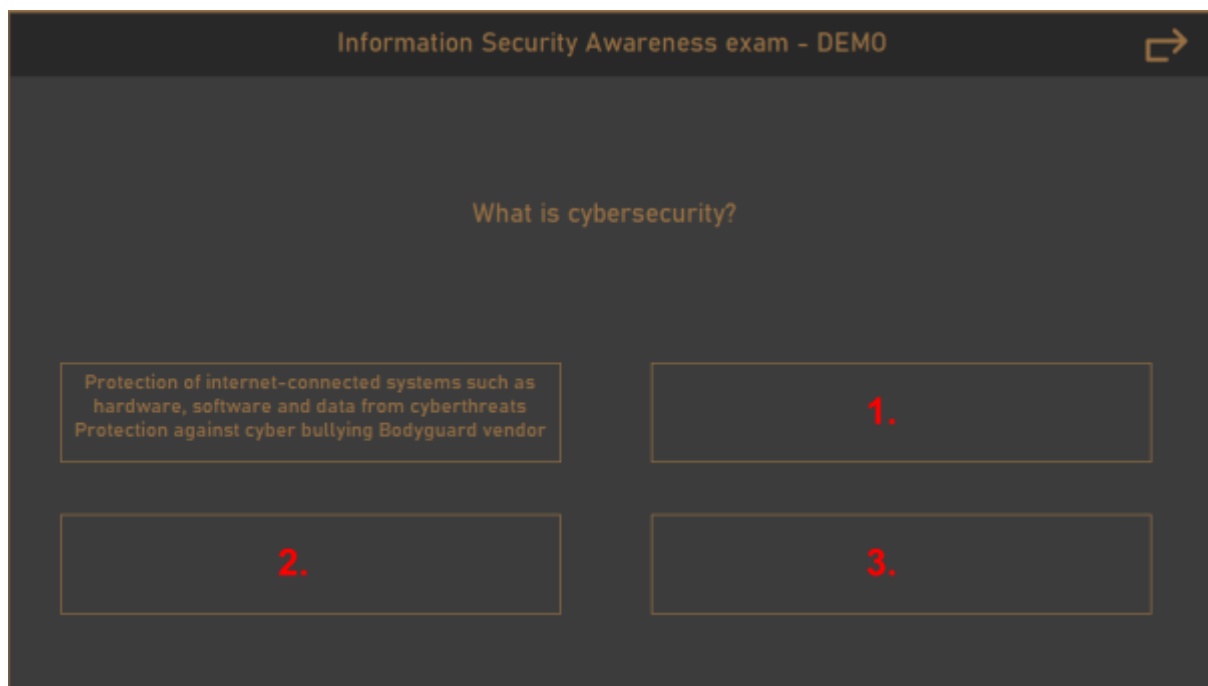 Information Security Awareness exam - DEMO
What is cybersecurity?
Protection of internet-connected systems such as
hardware, software and data from cyberthreats
Protection against cyber bullying Bodyguard vendor
1.
2.
3.